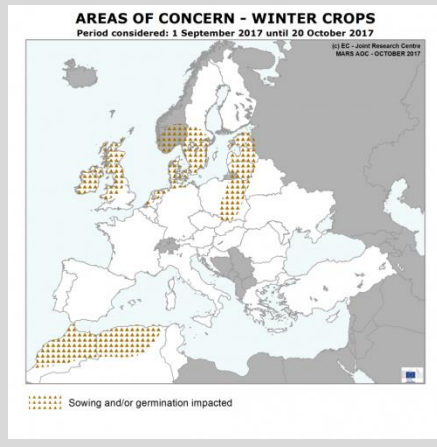 AREAS OF CONCERN - WINTER CROPS
Period considered: 1 September 2017 until 20 October 2017
(c) EC - Joint Research Centre
MARS AOC - OCTOBER 2017
Sowing and/or germination impacted